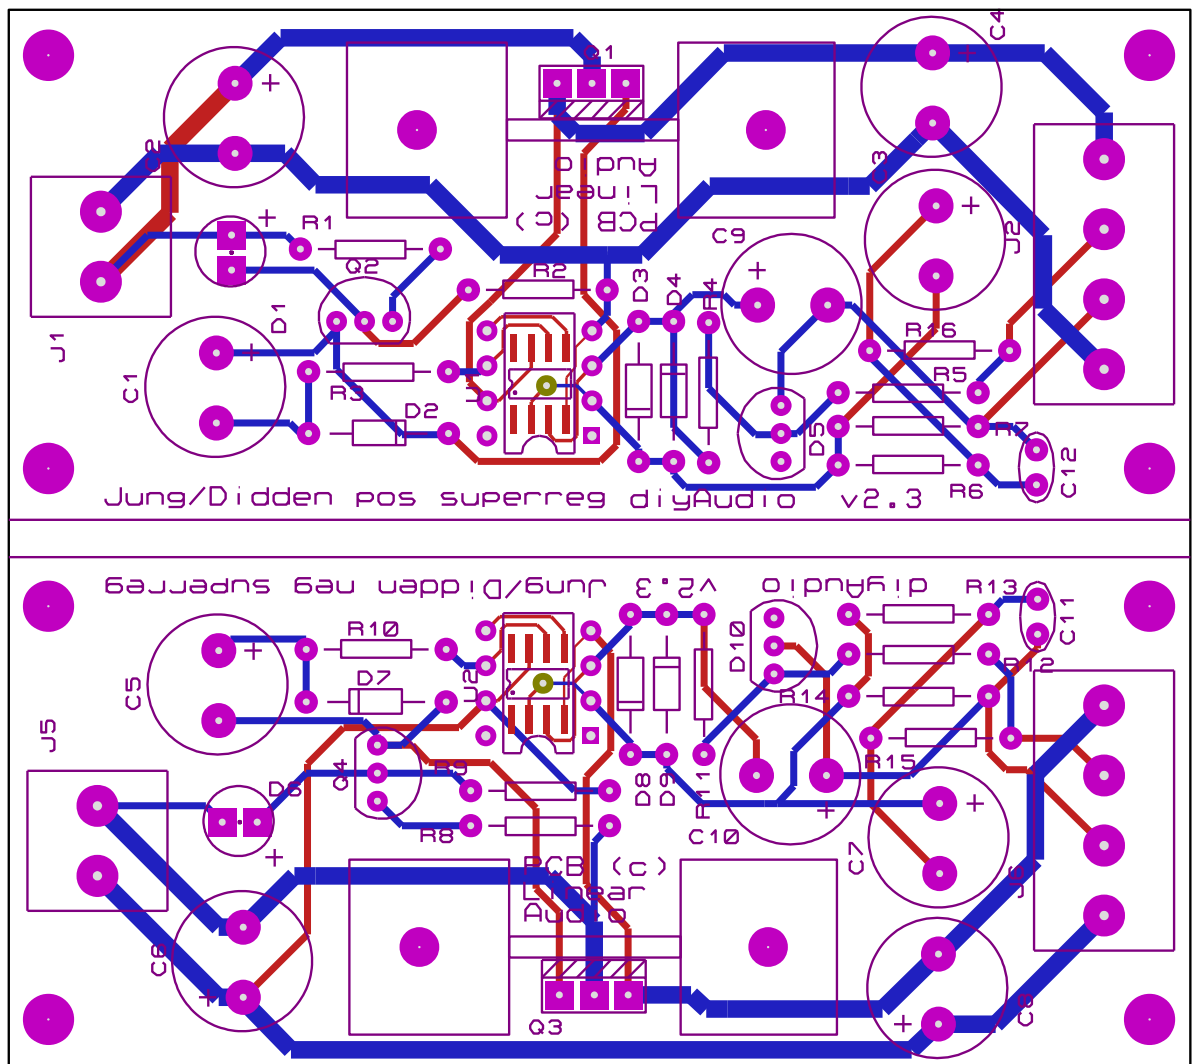 C4
Q1
+
+
C2
C3
Audio
Linear
PCB (c)
+
+
R1
J2
C9
Q2
+
R2
D3
D4
R4
D1
J1
+
R16
C1
R3
R5
D2
U1
D5
R7
C12
R6
Jung/Didden pos superreg diyAudio v2.3
Jung/Didden neg superreg
v2.3
diyAudio
R13
C11
R10
D10
R12
C5
+
D7
J2
R14
J5
Q4
R9
R15
D6
D8
D9
R11
+
+
R8
C10
C7
+
PCB (c)
Linear
Audio
J6
C6
+
Q3
+